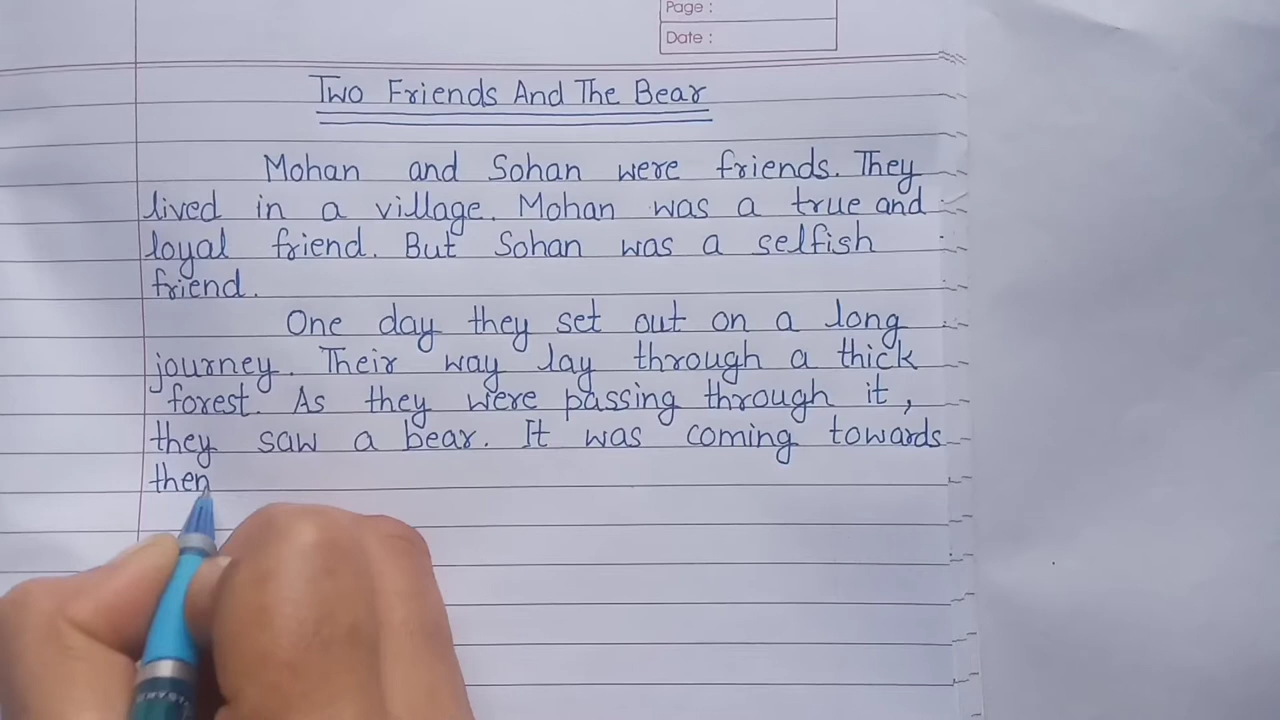 Page :
Date :
Two Friends And The Bear
Mohan and Sohan were friends. They
lived in a village. Mohan was a true and
loyal friend. But Sohan was a selfish
friend.
One day they set out on a long
journey. Their way lay through a thick
forest. As they were passing through it,
they saw a bear. It was coming towards
then